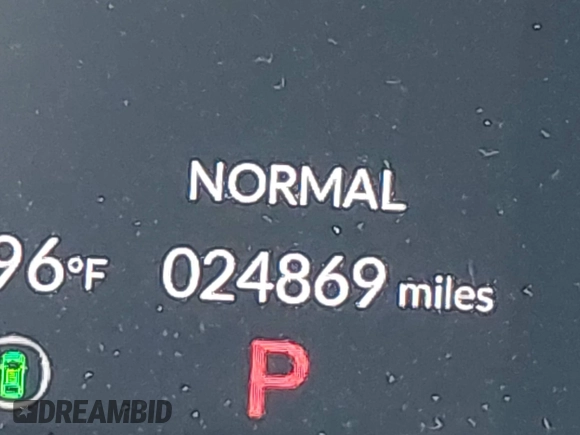 NORMAL
96°F 024869 miles
P
DREAMBID